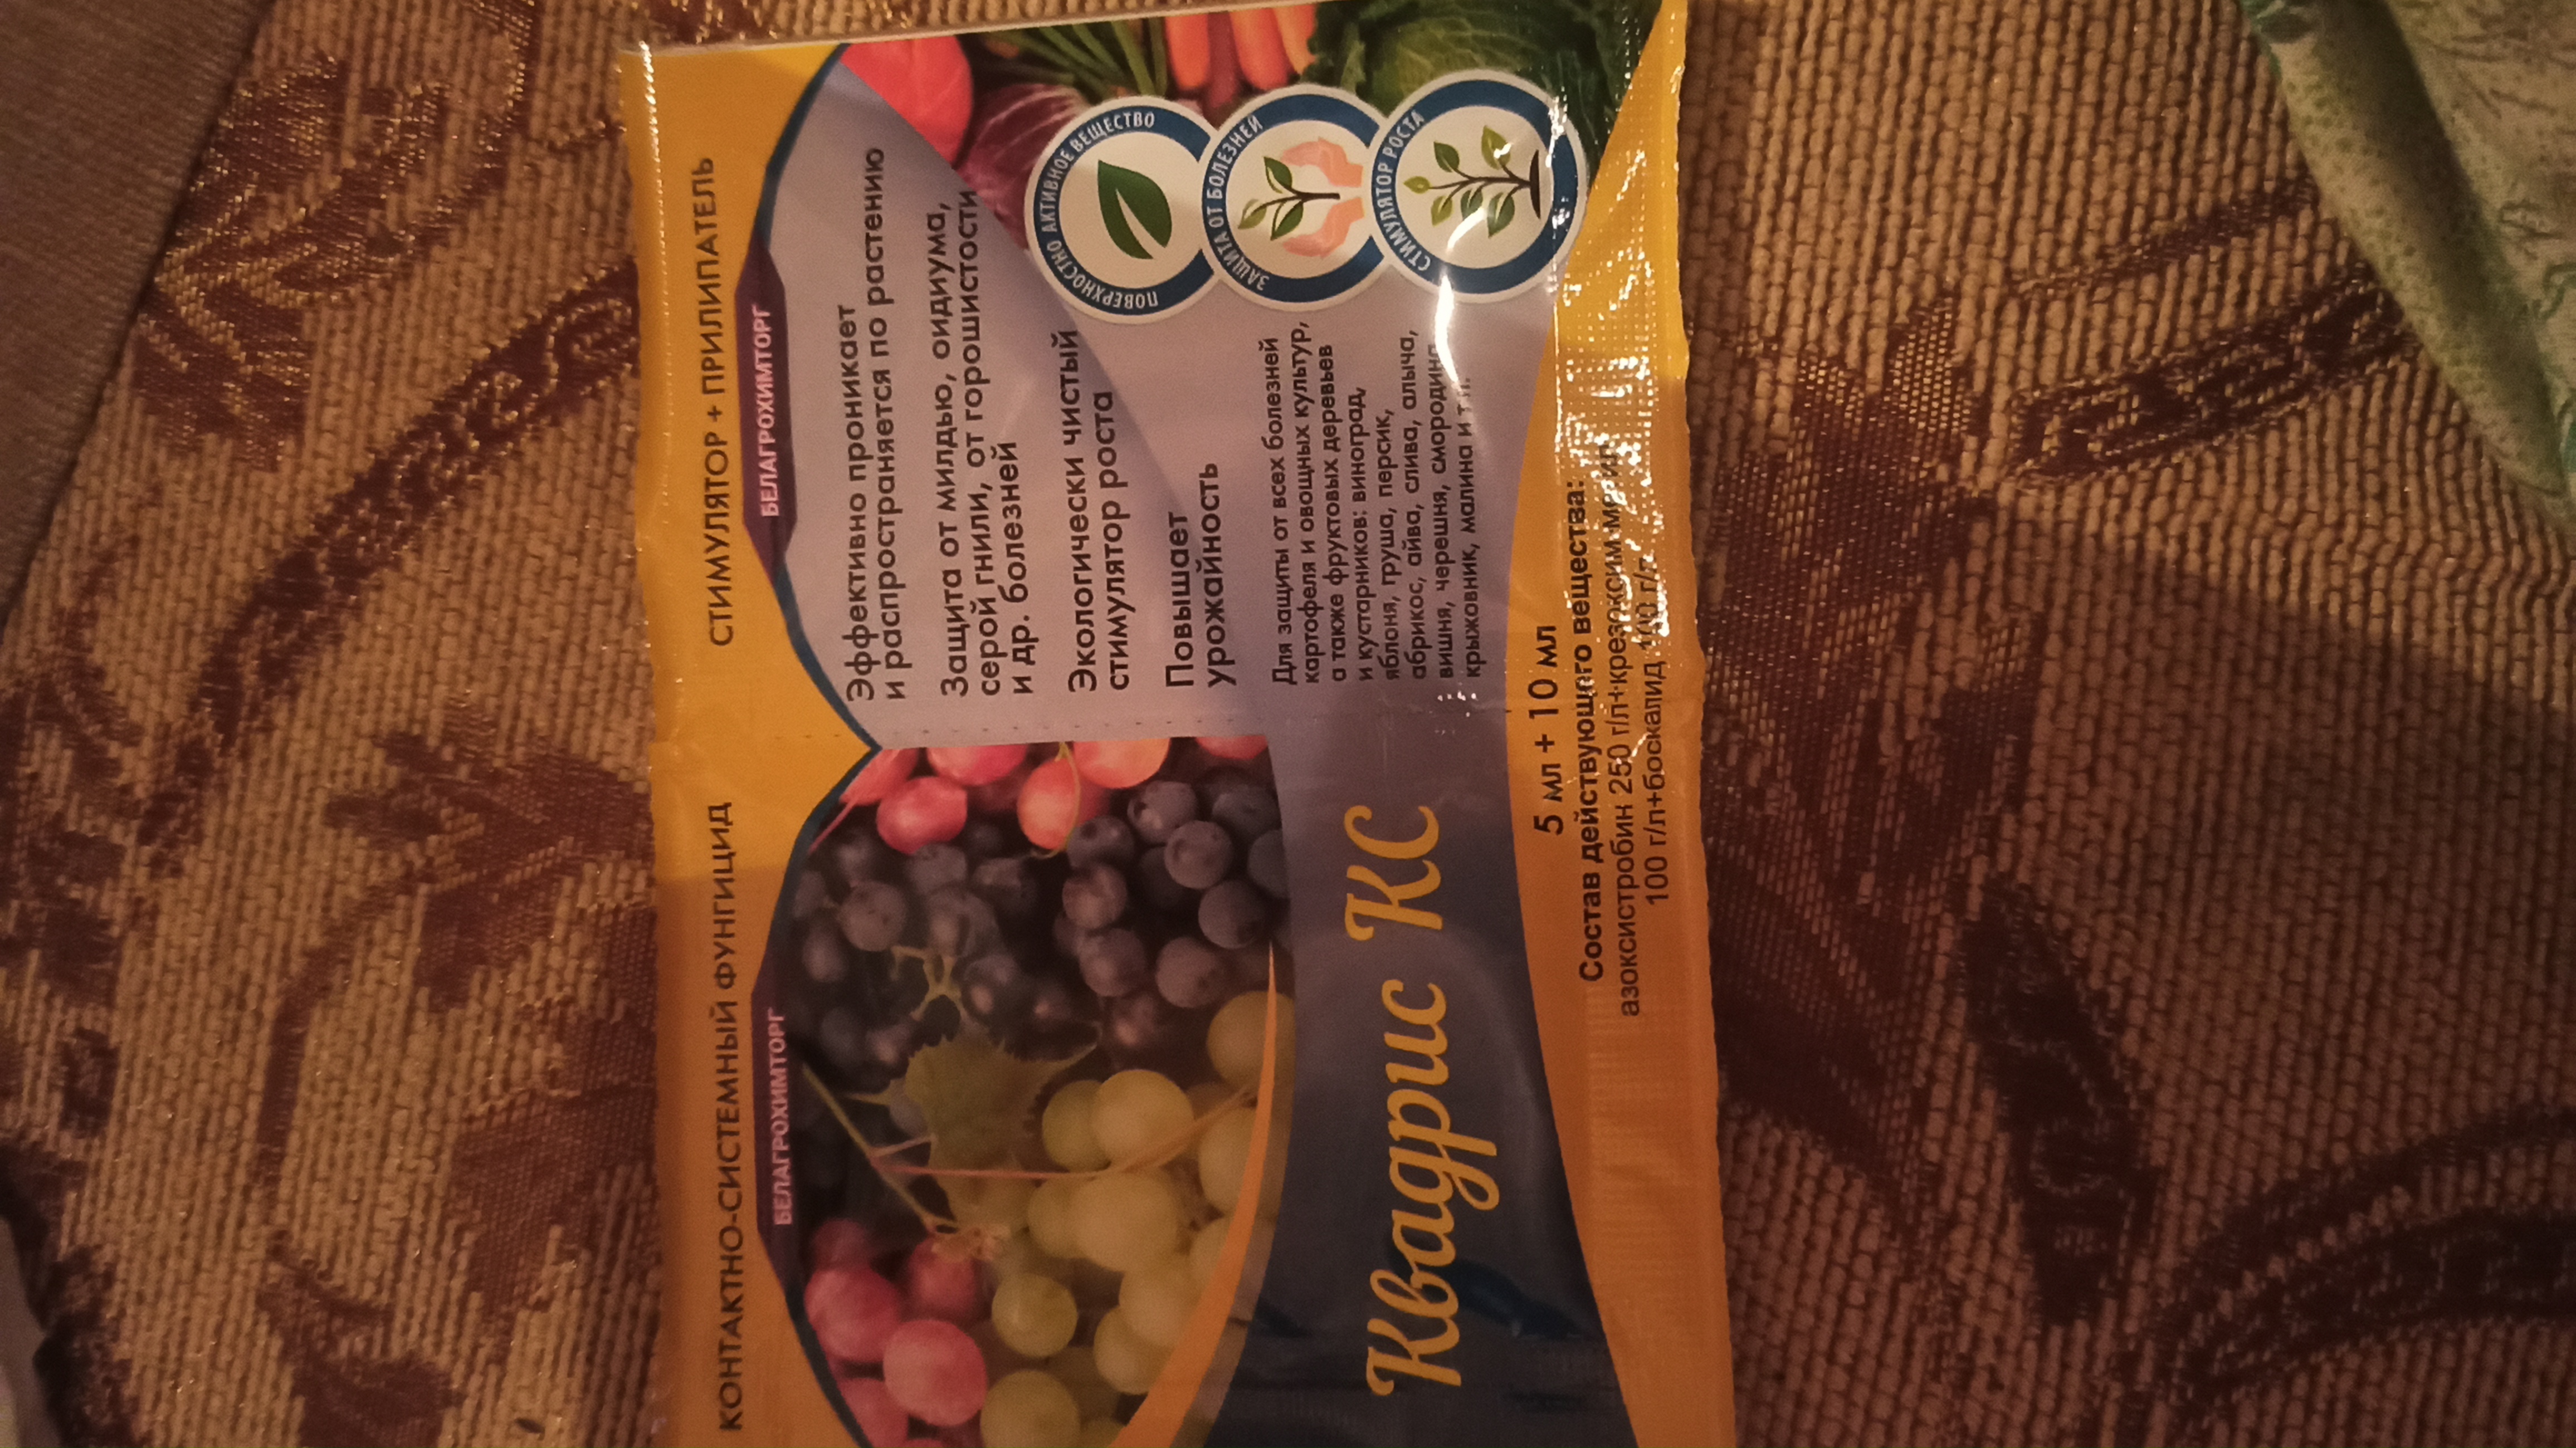 КОНТАКТНО-СИСТЕМНЫЙ ФУНГИЦИД
БЕЛАГРОХИМТОРГ
Квадрис КС
СТИМУЛЯТОР + ПРИЛИПАТЕЛЬ
БЕЛАГРОХИМТОРГ
Эффективно проникает
и распространяется по растению
Защита от милдью, оидиума,
серой гнили, от горошистости
и др. болезней
Экологически чистый
стимулятор роста
Повышает
урожайность
ПОВЕРХНОСТНО АКТИВНОЕ ВЕЩЕСТВО
ЗАЩИТА ОТ БОЛЕЗНЕЙ
СТИМУЛЯТОР РОСТА
Для защиты от всех болезней
картофеля и овощных культур,
а также фруктовых деревьев
и кустарников: виноград,
яблоня, груша, персик,
абрикос, айва, слива, алыча,
вишня, черешня, смородина
крыжовник, малина и
5 мл + 10 мл
Состав действующего вещества:
азоксистробин 250 г/л+крезоксим
100 г/л+боскалид 100 г/л